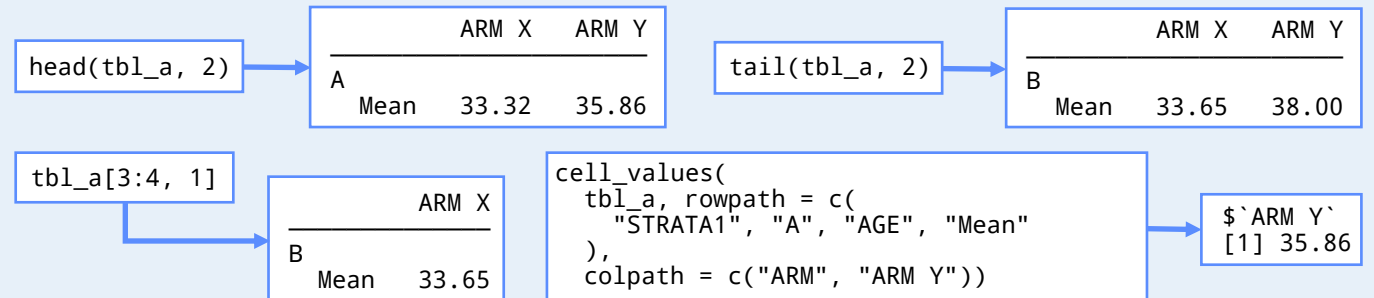 head(tbl_a, 2)
ARM X   ARM Y
A
Mean   33.32   35.86
tail(tbl_a, 2)
ARM X   ARM Y
B
Mean   33.65   38.00
tbl_a[3:4, 1]
ARM X
B
Mean   33.65
cell_values(
  tbl_a, rowpath = c(
    "STRATA1", "A", "AGE", "Mean"
  ),
  colpath = c("ARM", "ARM Y"))
$`ARM Y`
[1] 35.86